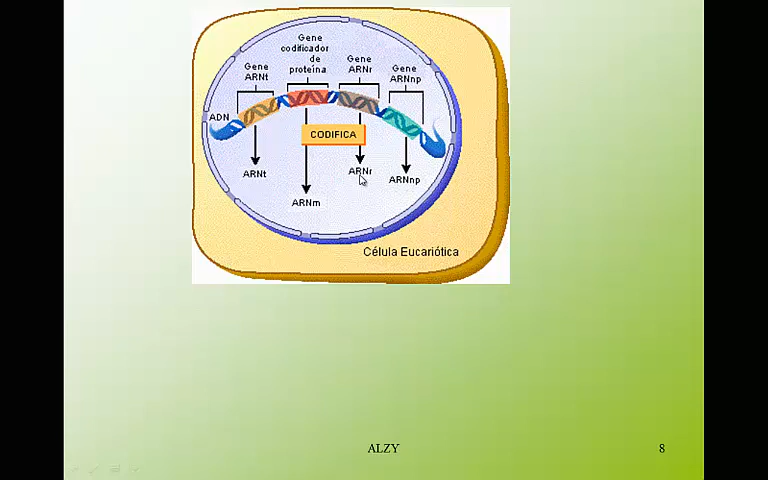 Gene
codificador
de
proteína
Gene
ARNt
Gene
ARNr
Gene
ARNnp
ADN
CODIFICA
ARNt
ARNr
ARNnp
ARNm
Célula Eucariótica
ALZY
8